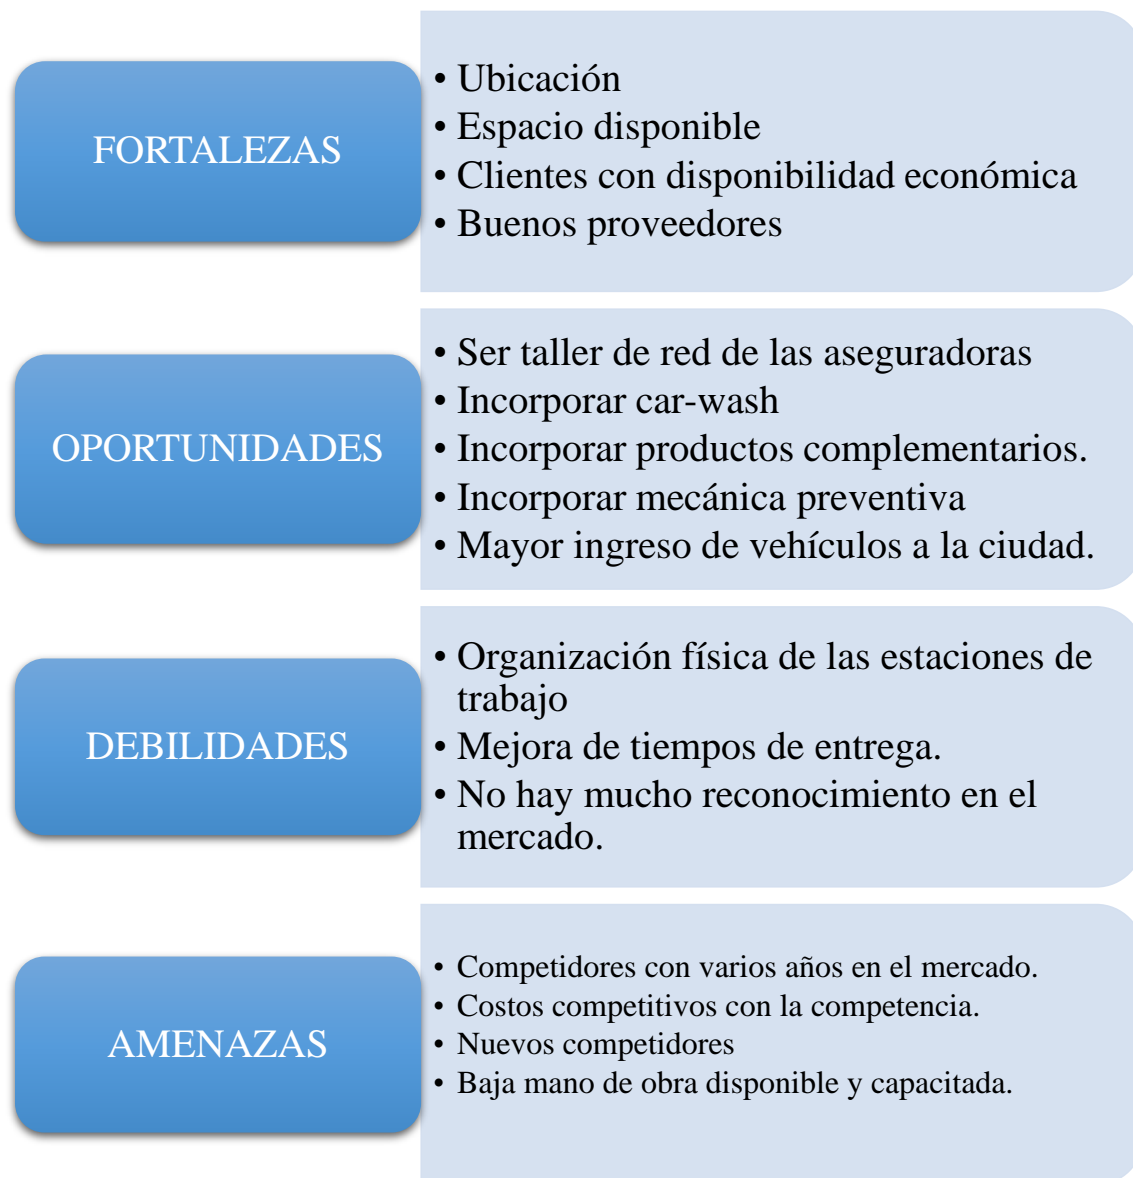 FORTALEZAS
• Ubicación
• Espacio disponible
• Clientes con disponibilidad económica
• Buenos proveedores
OPORTUNIDADES
• Ser taller de red de las aseguradoras
• Incorporar car-wash
• Incorporar productos complementarios.
• Incorporar mecánica preventiva
• Mayor ingreso de vehículos a la ciudad.
DEBILIDADES
• Organización física de las estaciones de
trabajo
• Mejora de tiempos de entrega.
• No hay mucho reconocimiento en el
mercado.
AMENAZAS
• Competidores con varios años en el mercado.
• Costos competitivos con la competencia.
• Nuevos competidores
• Baja mano de obra disponible y capacitada.